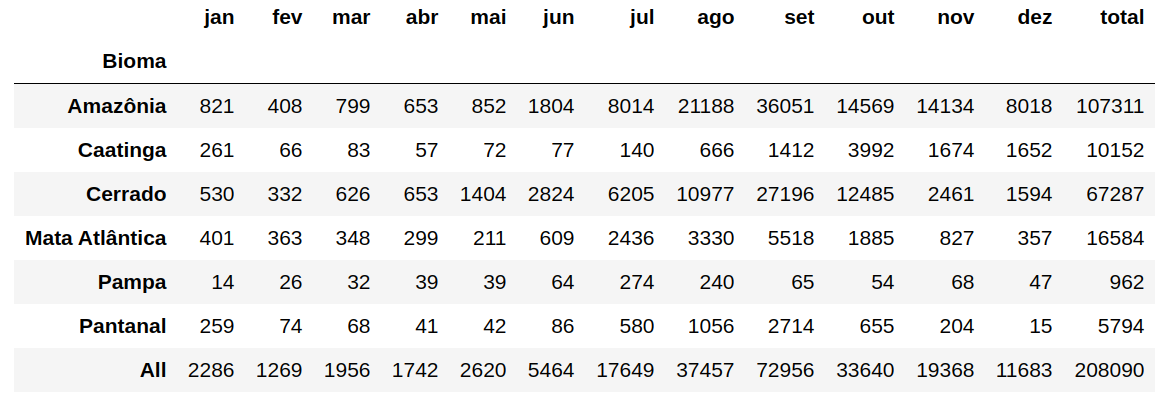 jan fev mar abr mai jun jul ago set out nov dez total
Bioma
Amazônia 821 408 799 653 852 1804 8014 21188 36051 14569 14134 8018 107311
Caatinga 261 66 83 57 72 77 140 666 1412 3992 1674 1652 10152
Cerrado 530 332 626 653 1404 2824 6205 10977 27196 12485 2461 1594 67287
Mata Atlântica 401 363 348 299 211 609 2436 3330 5518 1885 827 357 16584
Pampa 14 26 32 39 39 64 274 240 65 54 68 47 962
Pantanal 259 74 68 41 42 86 580 1056 2714 655 204 15 5794
All 2286 1269 1956 1742 2620 5464 17649 37457 72956 33640 19368 11683 208090